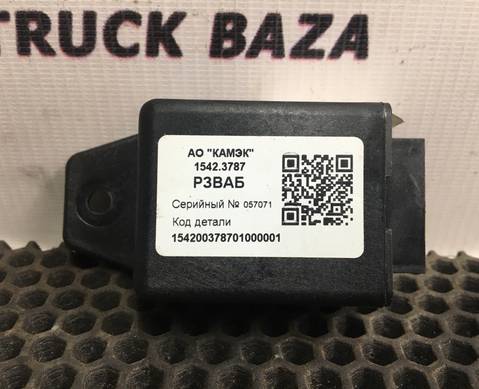 TRUCK BAZA
АО "КАМЭК"
1542.3787
РЗВАБ
Серийный № 057071
Код детали
154200378701000001